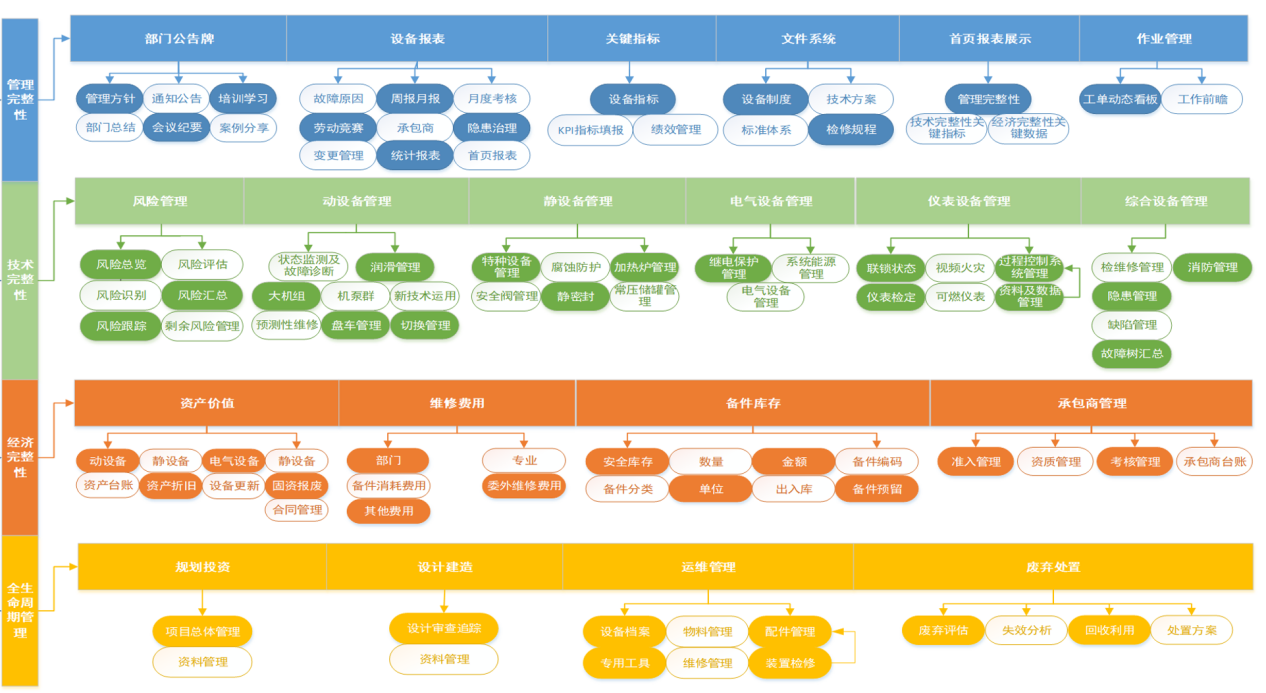 管理
完整
性
部门公告牌
设备报表
关键指标
文件系统
首页报表展示
作业管理
管理方针
通知公告
培训学习
部门总结
会议纪要
案例分享
故障原因
周报月报
月度考核
劳动竞赛
承包商
隐患治理
变更管理
统计报表
首页报表
设备指标
KPI指标填报
绩效管理
设备制度
技术方案
标准体系
检修规程
管理完整性
技术完整性关
键指标
经济完整性关
键数据
工单动态看板
工作前瞻
技术
完整
性
风险管理
动设备管理
静设备管理
电气设备管理
仪表设备管理
综合设备管理
风险总览
风险评估
风险识别
风险汇总
风险跟踪
剩余风险管理
状态监测及
故障诊断
润滑管理
大机组
机泵群
新技术运用
预测性维修
盘车管理
切换管理
特种设备
管理
腐蚀防护
加热炉管理
安全阀管理
静密封
常压储罐管
理
继电保护
管理
系统能源
管理
电气设备
管理
联锁状态
视频火灾
过程控制系
统管理
仪表检定
可燃仪表
资料及数据
管理
检维修管理
消防管理
隐患管理
缺陷管理
故障树汇总
经济
完整
性
资产价值
维修费用
备件库存
承包商管理
动设备
静设备
电气设备
静设备
资产台账
资产折旧
设备更新
固资报废
合同管理
部门
专业
备件消耗费用
委外维修费用
其他费用
安全库存
数量
金额
备件编码
备件分类
单位
出入库
备件预留
准入管理
资质管理
考核管理
承包商台账
全生
命周
期管
理
规划投资
设计建造
运维管理
废弃处置
项目总体管理
资料管理
设计审查追踪
资料管理
设备档案
物料管理
配件管理
专用工具
维修管理
装置检修
废弃评估
失效分析
回收利用
处置方案